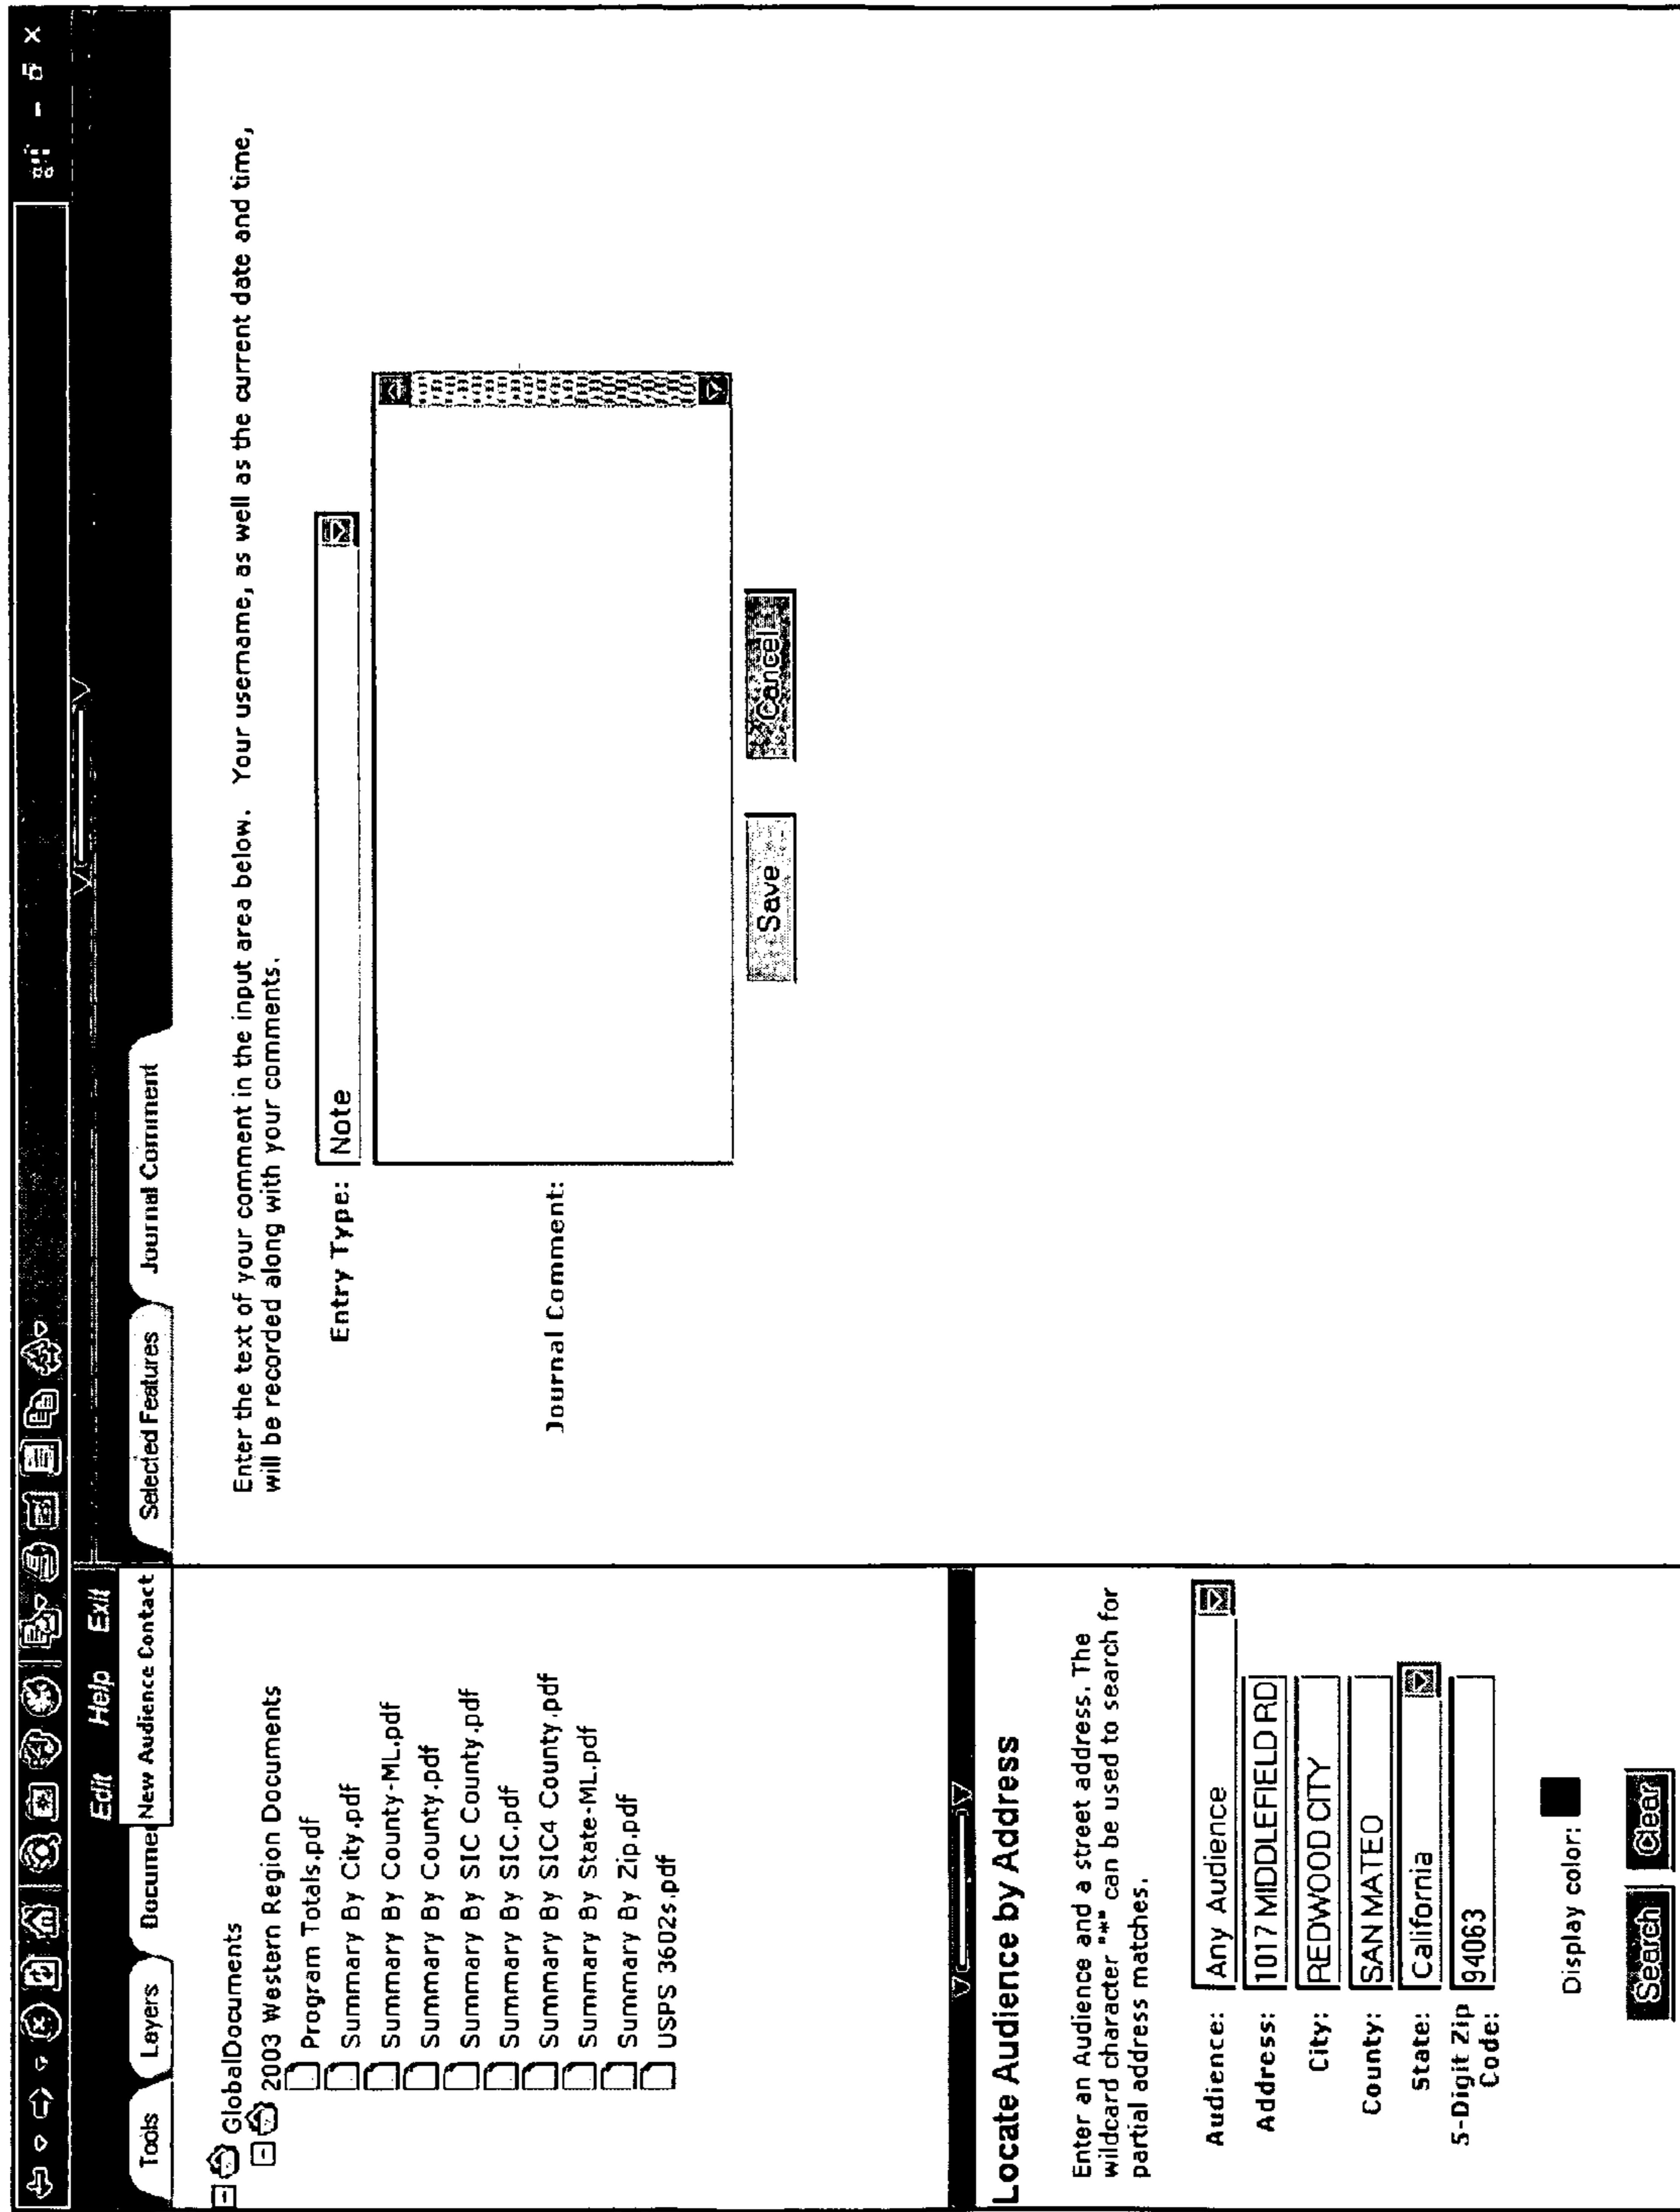 Edit Help Exit
Tools Layers Documen New Audience Contact
Selected Features Journal Comment
GlobalDocuments
2003 Western Region Documents
Program Totals.pdf
Summary By City.pdf
Summary By County-ML.pdf
Summary By County.pdf
Summary By SIC County.pdf
Summary By SIC.pdf
Summary By SIC4 County.pdf
Summary By State-ML.pdf
Summary By Zip.pdf
USPS 3602s.pdf
Locate Audience by Address
Enter an Audience and a street address. The
wildcard character "*" can be used to search for
partial address matches.
Audience: Any Audience
Address: 1017 MIDDLEFIELD RD
City: REDWOOD CITY
County: SAN MATEO
State: California
5-Digit Zip
Code: 94063
Display color:
Search Clear
Enter the text of your comment in the input area below. Your username, as well as the current date and time,
will be recorded along with your comments.
Entry Type: Note
Journal Comment:
Save Cancel